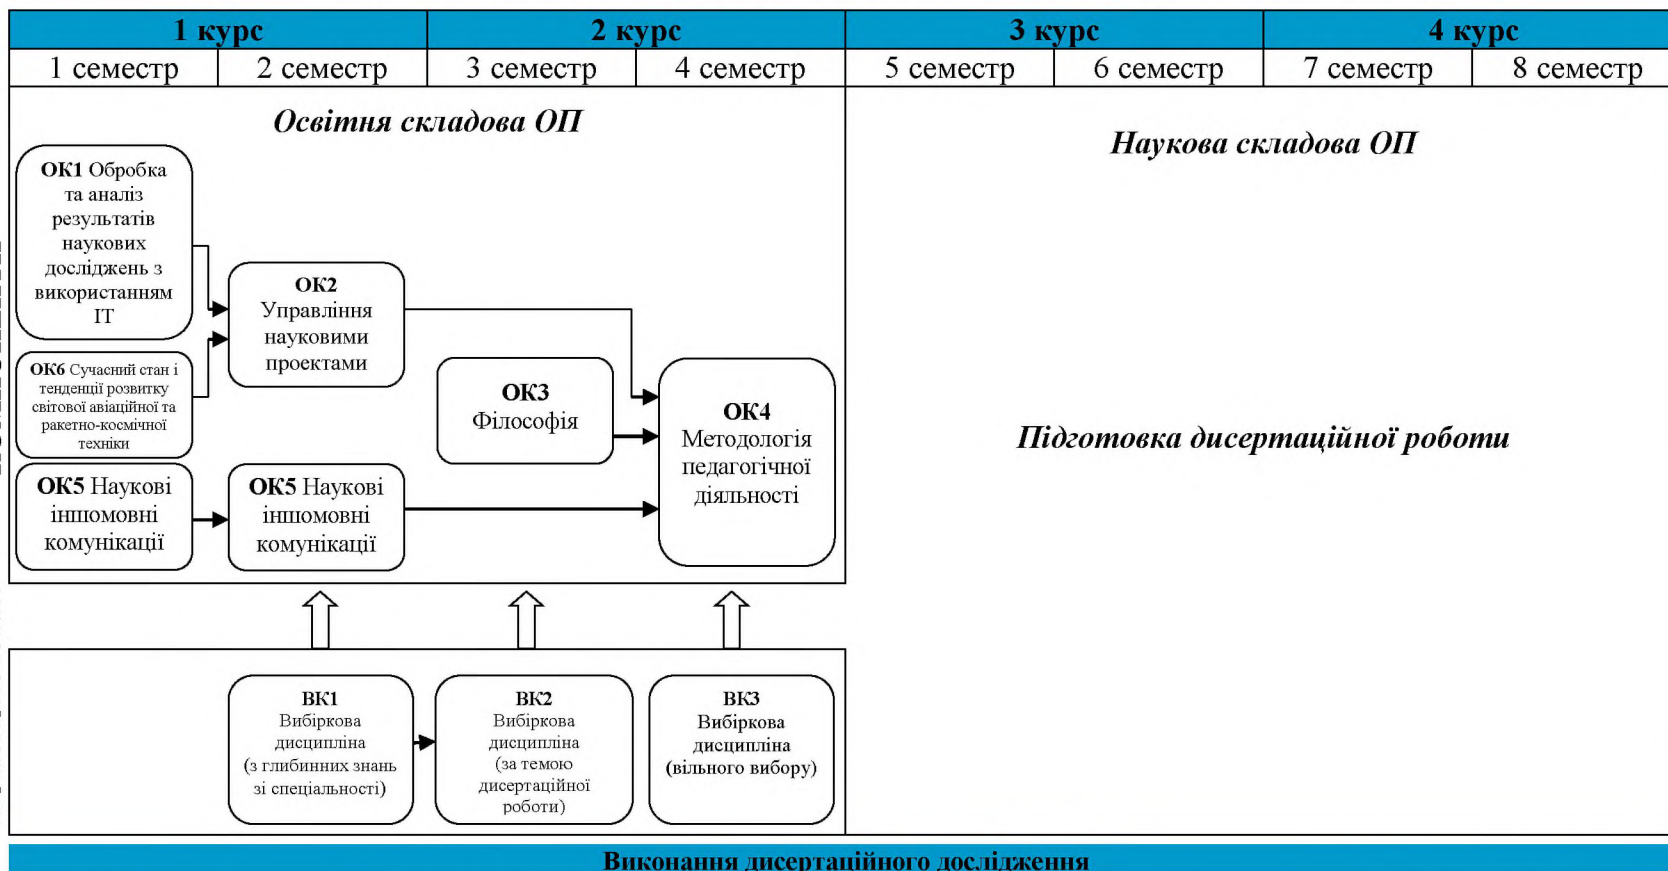 1 курс 2 курс 3 курс 4 курс
1 семестр 2 семестр 3 семестр 4 семестр 5 семестр 6 семестр 7 семестр 8 семестр
Освітня складова ОП
Наукова складова ОП
ОК1 Обробка
та аналіз
результатів
наукових
досліджень з
використанням
ІТ
ОК6 Сучасний стан і
тенденції розвитку
світової авіаційної та
ракетно-космічної
техніки
ОК5 Наукові
іншомовні
комунікації
ОК2
Управління
науковими
проектами
ОК5 Наукові
іншомовні
комунікації
ОК3
Філософія
ОК4
Методологія
педагогічної
діяльності
Підготовка дисертаційної роботи
ВК1
Вибіркова
дисципліна
(з глибинних знань
зі спеціальності)
ВК2
Вибіркова
дисципліна
(за темою
дисертаційної
роботи)
ВК3
Вибіркова
дисципліна
(вільного вибору)
Виконання дисертаційного дослідження